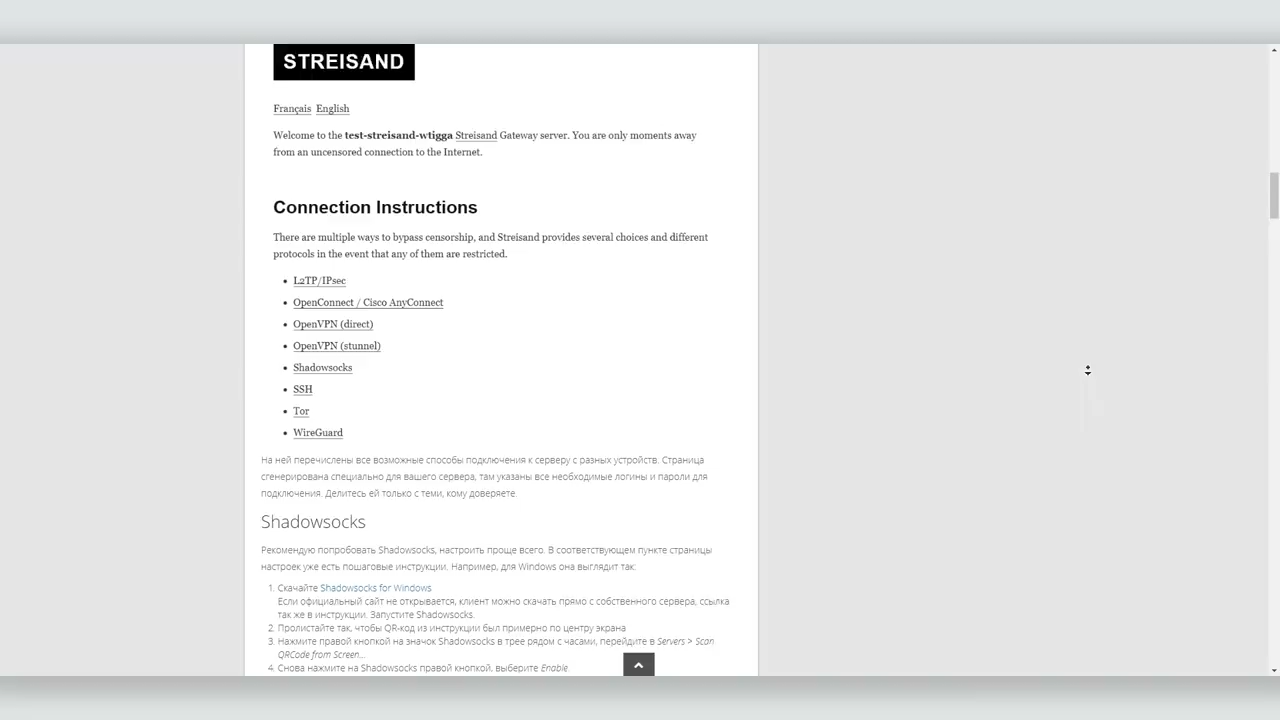 STREISAND
Français English
Welcome to the test-streisand-wtigga Streisand Gateway server. You are only moments away
from an uncensored connection to the Internet.
Connection Instructions
There are multiple ways to bypass censorship, and Streisand provides several choices and different
protocols in the event that any of them are restricted.
• L2TP/IPsec
• OpenConnect / Cisco AnyConnect
• OpenVPN (direct)
• OpenVPN (stunnel)
• Shadowsocks
• SSH
• Tor
• WireGuard
На ней перечислены все возможные способы подключения к серверу с разных устройств. Страница
сгенерирована специально для вашего сервера, там указаны все необходимые логины и пароли для
подключения. Делитесь ей только с теми, кому доверяете.
Shadowsocks
Рекомендую попробовать Shadowsocks, настроить проще всего. В соответствующем пункте страницы
настроек уже есть пошаговые инструкции. Например, для Windows она выглядит так:
1. Скачайте Shadowsocks for Windows
Если официальный сайт не открывается, клиент можно скачать прямо с собственного сервера, ссылка
так же в инструкции. Запустите Shadowsocks.
2. Пролистайте так, чтобы QR-код из инструкции был примерно по центру экрана
3. Нажмите правой кнопкой на значок Shadowsocks в трее рядом с часами, перейдите в Servers > Scan
QRCode from Screen...
4. Снова нажмите на Shadowsocks правой кнопкой, выберите Enable.